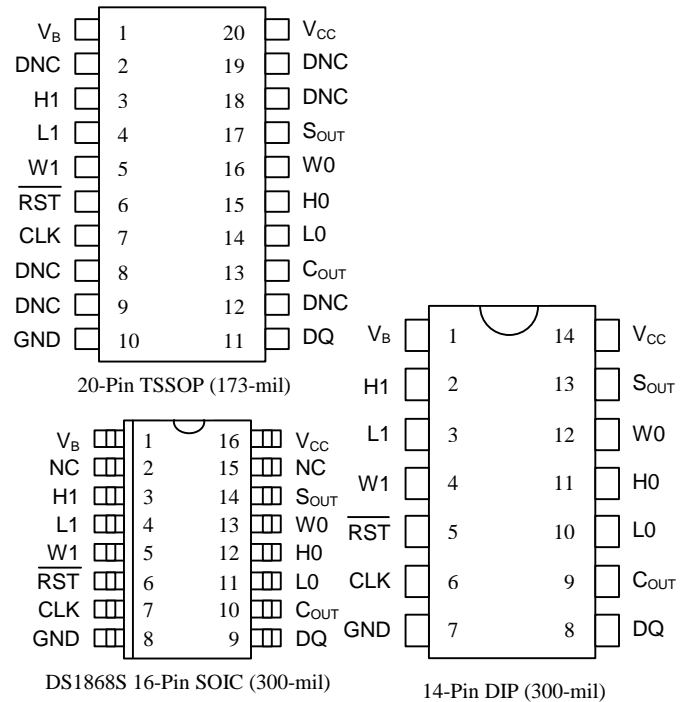 V_B 1 20 V_CC
DNC 2 19 DNC
H1 3 18 DNC
L1 4 17 S_OUT
W1 5 16 W0
R̅S̅T̅ 6 15 H0
CLK 7 14 L0
DNC 8 13 C_OUT
DNC 9 12 DNC
GND 10 11 DQ
20-Pin TSSOP (173-mil)
V_B 1 16 V_CC
NC 2 15 NC
H1 3 14 S_OUT
L1 4 13 W0
W1 5 12 H0
R̅S̅T̅ 6 11 L0
CLK 7 10 C_OUT
GND 8 9 DQ
DS1868S 16-Pin SOIC (300-mil)
V_B 1 14 V_CC
H1 2 13 S_OUT
L1 3 12 W0
W1 4 11 H0
R̅S̅T̅ 5 10 L0
CLK 6 9 C_OUT
GND 7 8 DQ
14-Pin DIP (300-mil)